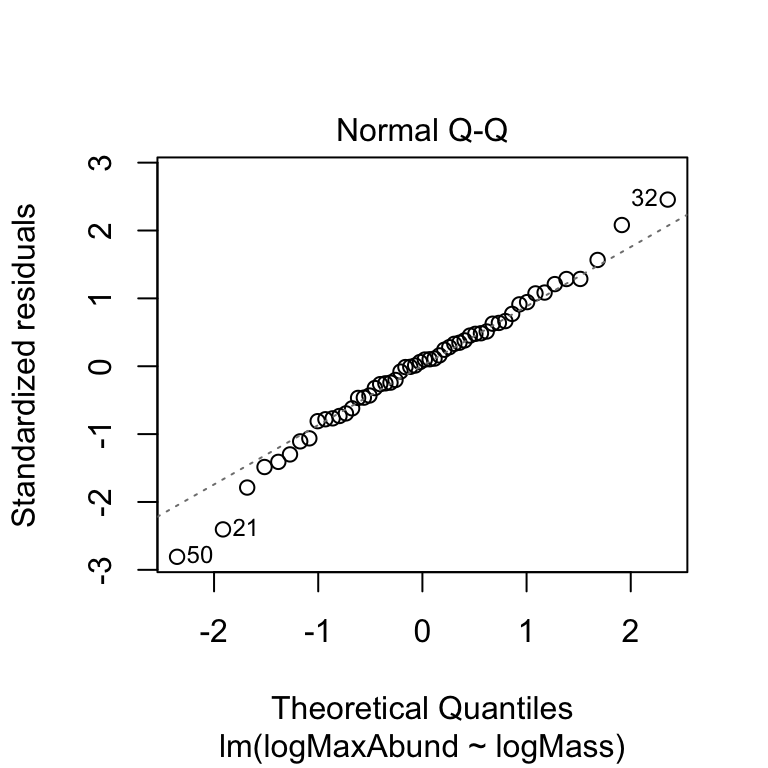 Normal Q-Q
Standardized residuals
3
2
1
0
-1
-2
-3
32
21
50
-2 -1 0 1 2
Theoretical Quantiles
lm(logMaxAbund ~ logMass)